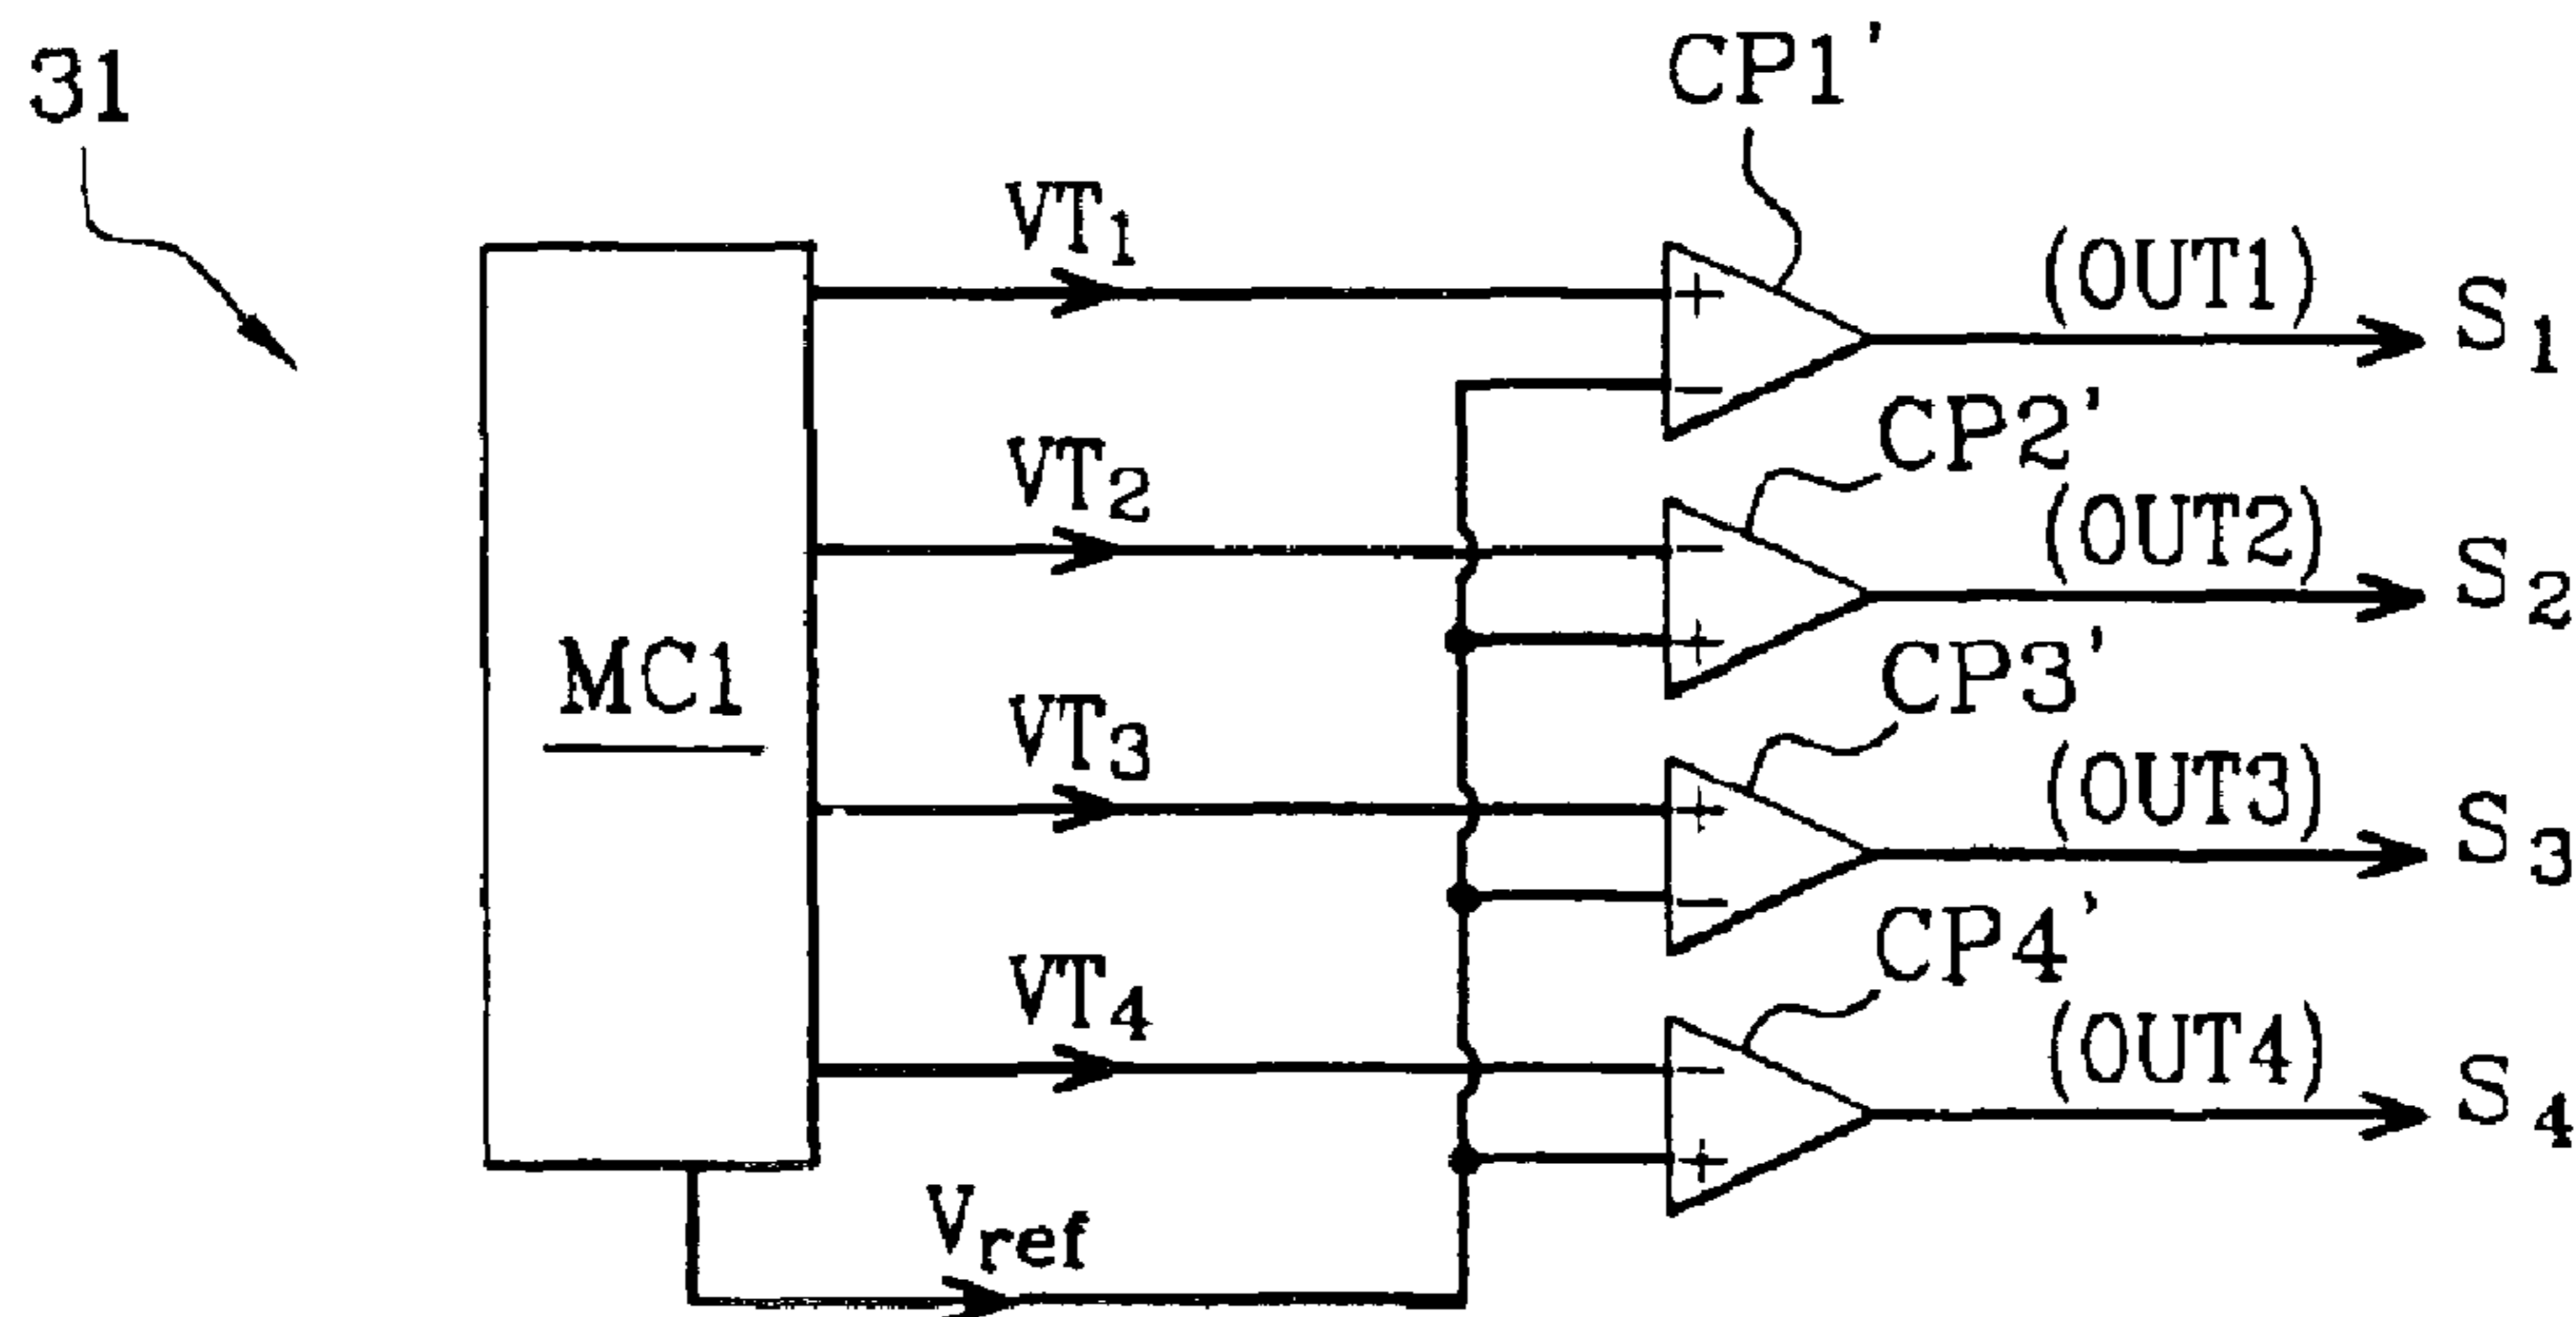 31
CP1'
VT1
(OUT1)
S1
+
−
CP2'
VT2
(OUT2)
S2
−
+
MC1
CP3'
VT3
(OUT3)
S3
+
−
CP4'
VT4
(OUT4)
S4
−
+
Vref